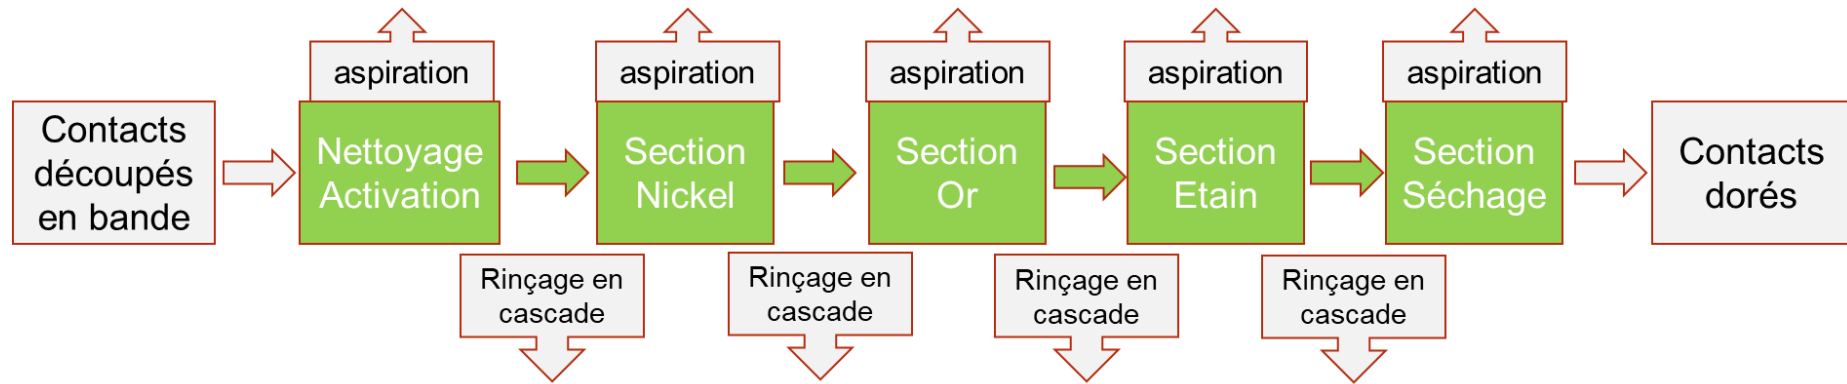 aspiration
aspiration
aspiration
aspiration
aspiration
Contacts
découpés
en bande
Nettoyage
Activation
Section
Nickel
Section
Or
Section
Etain
Section
Séchage
Contacts
dorés
Rinçage en
cascade
Rinçage en
cascade
Rinçage en
cascade
Rinçage en
cascade